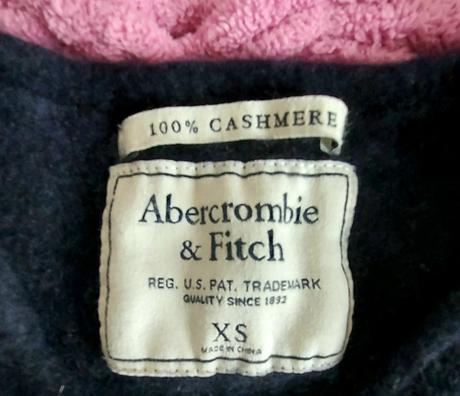 100% CASHMERE
Abercrombie
& Fitch
REG. U.S. PAT. TRADEMARK
QUALITY SINCE 1892
XS
MADE IN CHINA